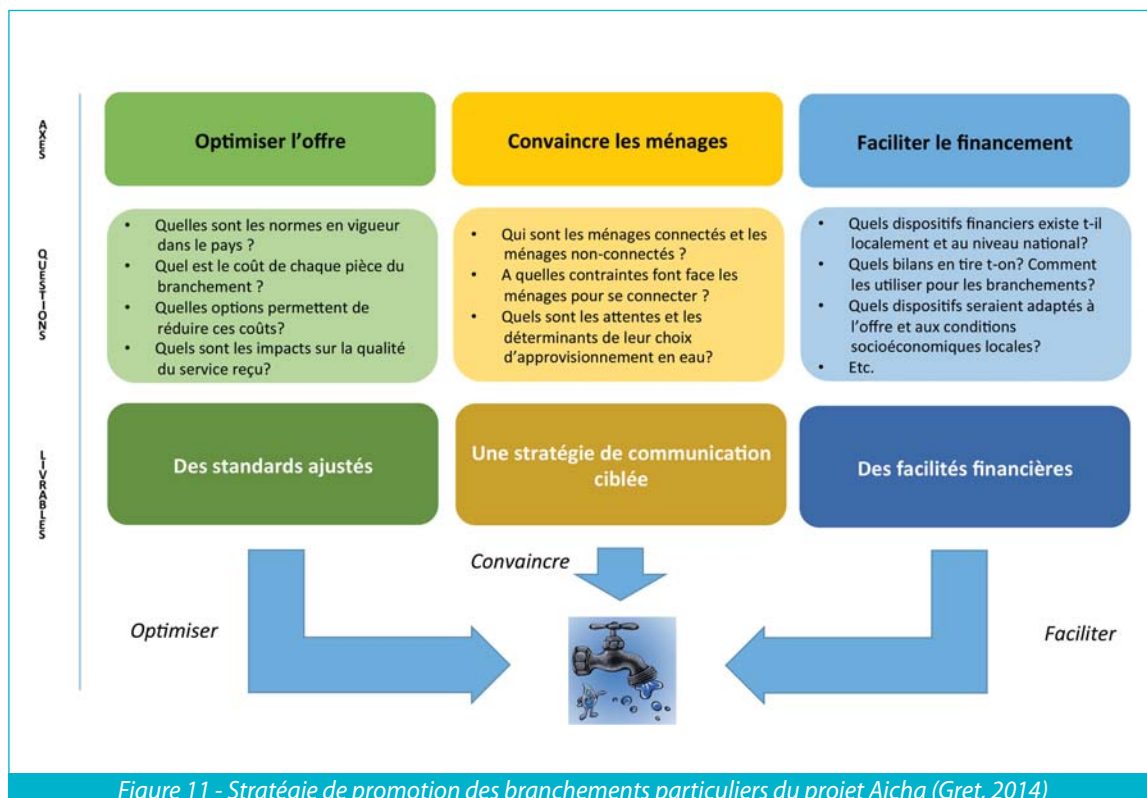 AXES
Optimiser l'offre
Convaincre les ménages
Faciliter le financement
QUESTIONS
• Quelles sont les normes en vigueur
dans le pays ?
• Quel est le coût de chaque pièce du
branchement ?
• Quelles options permettent de
réduire ces coûts?
• Quels sont les impacts sur la qualité
du service reçu?
• Qui sont les ménages connectés et les
ménages non-connectés ?
• A quelles contraintes font face les
ménages pour se connecter ?
• Quels sont les attentes et les
déterminants de leur choix
d'approvisionnement en eau?
• Quels dispositifs financiers existe t-il
localement et au niveau national?
• Quels bilans en tire t-on? Comment
les utiliser pour les branchements?
• Quels dispositifs seraient adaptés à
l'offre et aux conditions
socioéconomiques locales?
• Etc.
LIVRABLES
Des standards ajustés
Une stratégie de communication
ciblée
Des facilités financières
Convaincre
Optimiser
Faciliter
Figure 11 - Stratégie de promotion des branchements particuliers du projet Aicha (Gret, 2014)